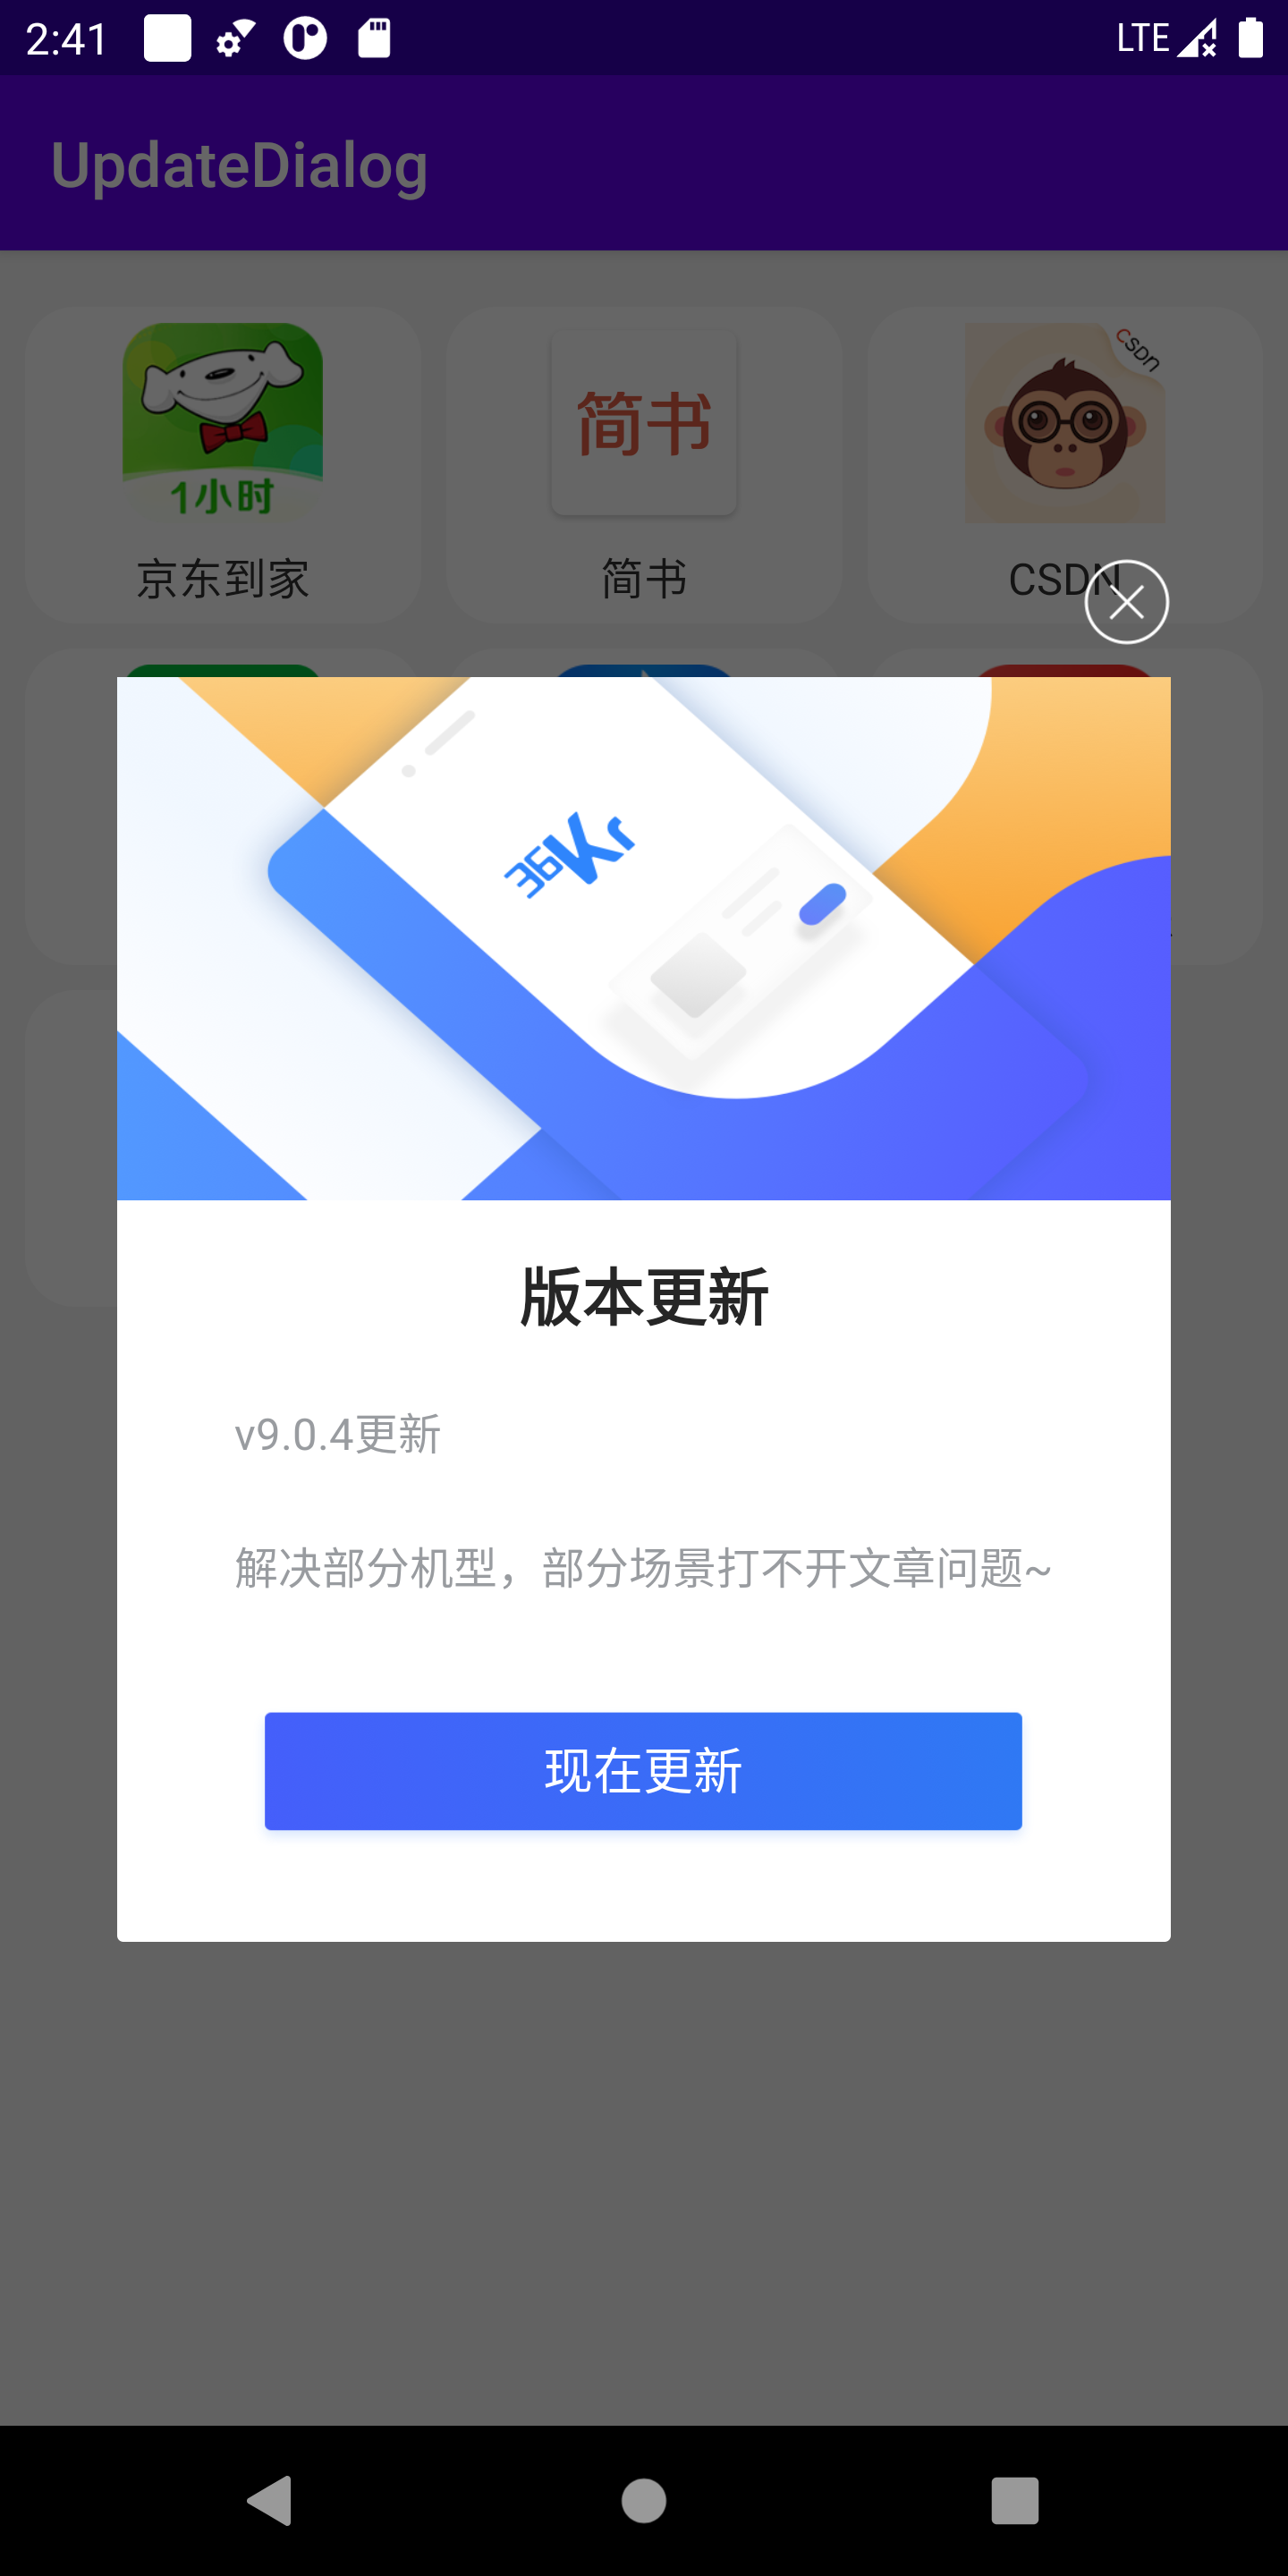 2:41
LTE
UpdateDialog
1小时
简书
CSDN
京东到家
简书
CSDN
36Kr
版本更新
v9.0.4更新
解决部分机型，部分场景打不开文章问题~
现在更新